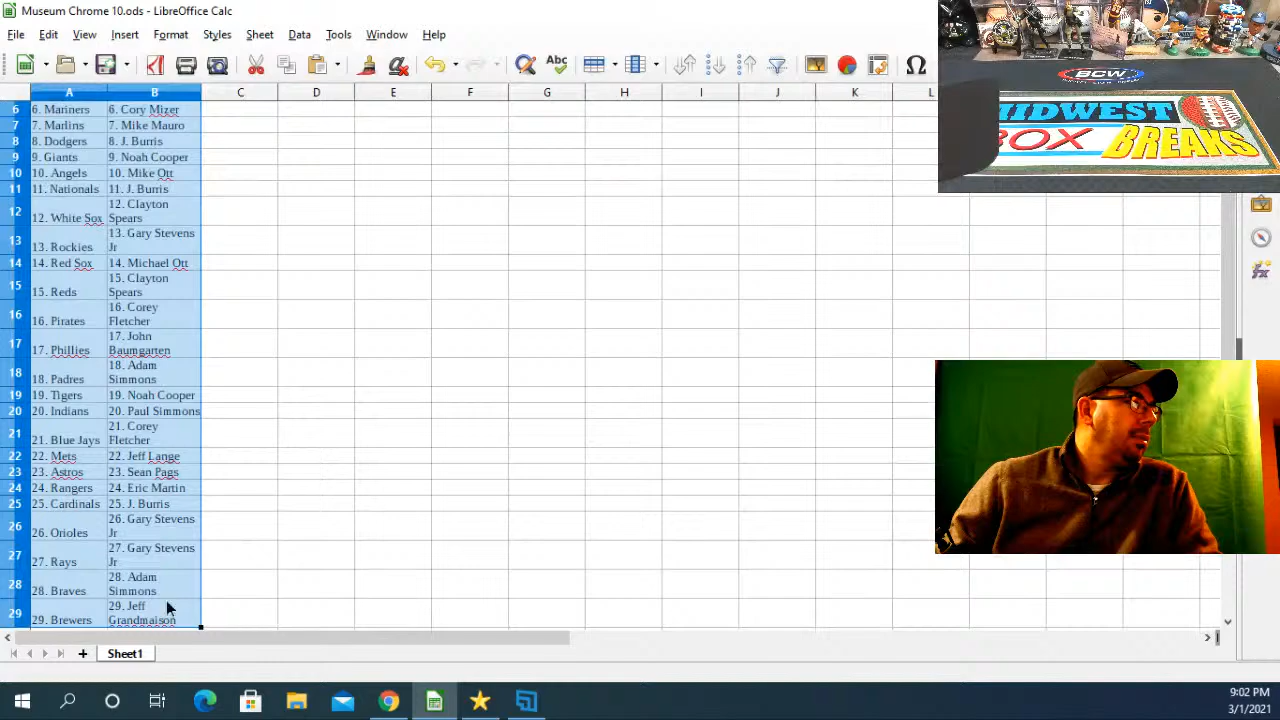 Museum Chrome 10.ods - LibreOffice Calc
File Edit View Insert Format Styles Sheet Data Tools Window Help
Abc
A B C D E F G H I J K L
6 6. Mariners 6. Cory Mizer
7 7. Marlins 7. Mike Mauro
8 8. Dodgers 8. J. Burris
9 9. Giants 9. Noah Cooper
10 10. Angels 10. Mike Ott
11 11. Nationals 11. J. Burris
12 12. White Sox 12. Clayton
Spears
13 13. Rockies 13. Gary Stevens
Jr
14 14. Red Sox 14. Michael Ott
15 15. Reds 15. Clayton
Spears
16 16. Pirates 16. Corey
Fletcher
17 17. Phillies 17. John
Baumgarten
18 18. Padres 18. Adam
Simmons
19 19. Tigers 19. Noah Cooper
20 20. Indians 20. Paul Simmons
21 21. Blue Jays 21. Corey
Fletcher
22 22. Mets 22. Jeff Lange
23 23. Astros 23. Sean Pags
24 24. Rangers 24. Eric Martin
25 25. Cardinals 25. J. Burris
26 26. Orioles 26. Gary Stevens
Jr
27 27. Rays 27. Gary Stevens
Jr
28 28. Braves 28. Adam
Simmons
29 29. Brewers 29. Jeff
Grandmaison
Sheet1
BCW
MIDWEST
BOX BREAKS
9:02 PM
3/1/2021